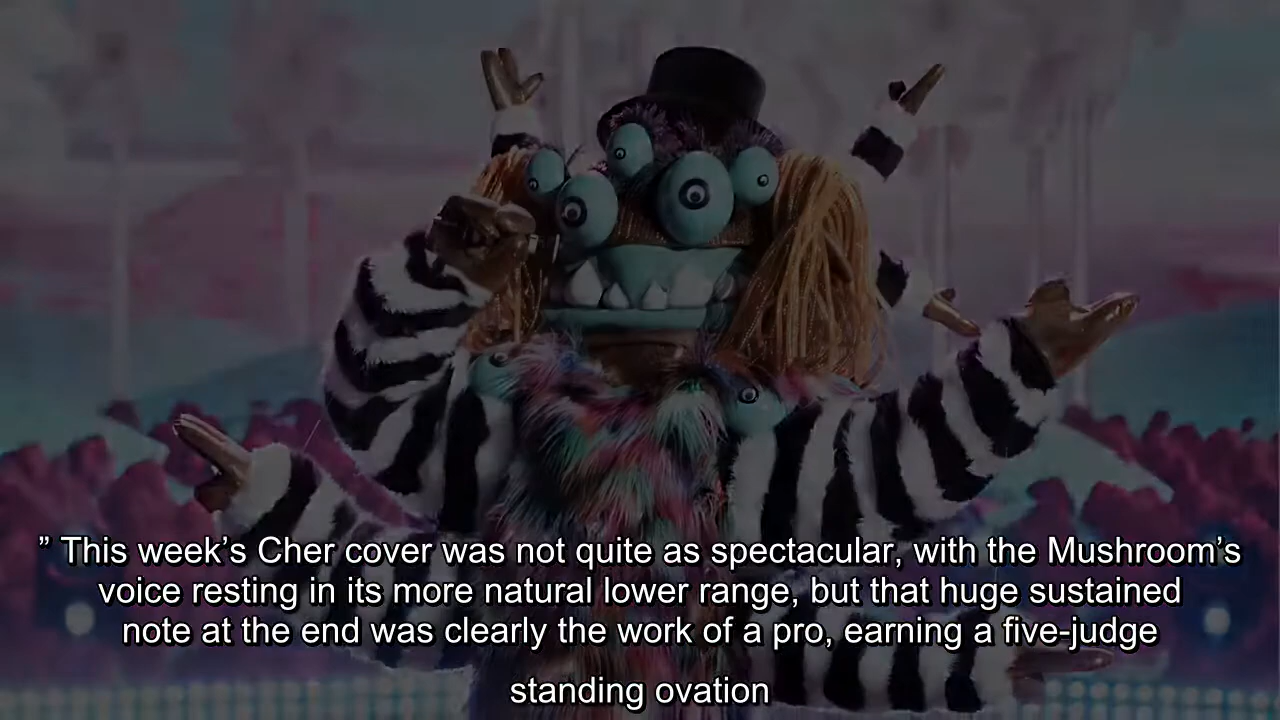 ” This week’s Cher cover was not quite as spectacular, with the Mushroom’s
voice resting in its more natural lower range, but that huge sustained
note at the end was clearly the work of a pro, earning a five-judge
standing ovation